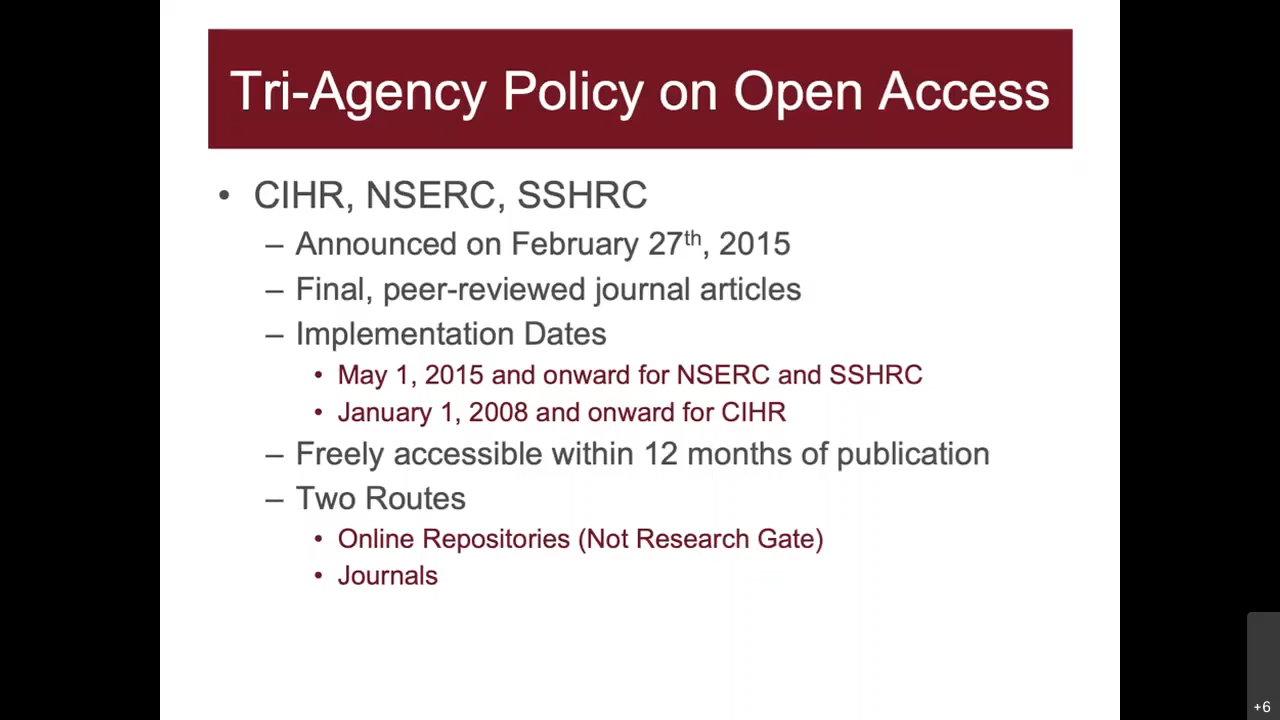 Tri-Agency Policy on Open Access
• CIHR, NSERC, SSHRC
– Announced on February 27th, 2015
– Final, peer-reviewed journal articles
– Implementation Dates
• May 1, 2015 and onward for NSERC and SSHRC
• January 1, 2008 and onward for CIHR
– Freely accessible within 12 months of publication
– Two Routes
• Online Repositories (Not Research Gate)
• Journals
+6